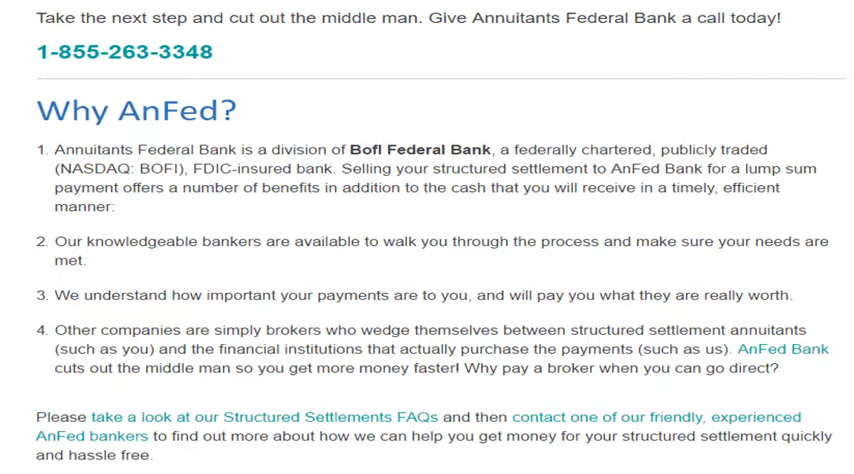 Take the next step and cut out the middle man. Give Annuitants Federal Bank a call today!
1-855-263-3348
Why AnFed?
1. Annuitants Federal Bank is a division of BofI Federal Bank, a federally chartered, publicly traded
(NASDAQ: BOFI), FDIC-insured bank. Selling your structured settlement to AnFed Bank for a lump sum
payment offers a number of benefits in addition to the cash that you will receive in a timely, efficient
manner:
2. Our knowledgeable bankers are available to walk you through the process and make sure your needs are
met.
3. We understand how important your payments are to you, and will pay you what they are really worth.
4. Other companies are simply brokers who wedge themselves between structured settlement annuitants
(such as you) and the financial institutions that actually purchase the payments (such as us). AnFed Bank
cuts out the middle man so you get more money faster! Why pay a broker when you can go direct?
Please take a look at our Structured Settlements FAQs and then contact one of our friendly, experienced
AnFed bankers to find out more about how we can help you get money for your structured settlement quickly
and hassle free.